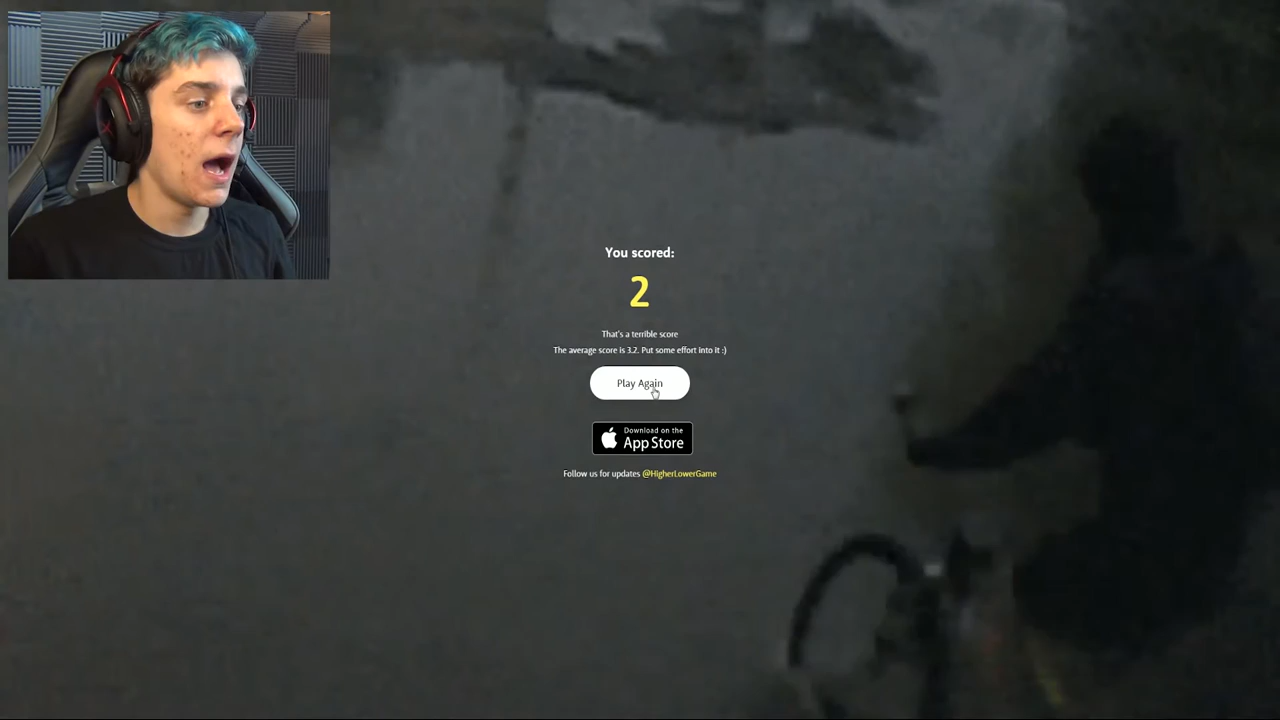 You scored:
2
That's a terrible score
The average score is 3.2. Put some effort into it :)
Play Again
Download on the
App Store
Follow us for updates @HigherLowerGame